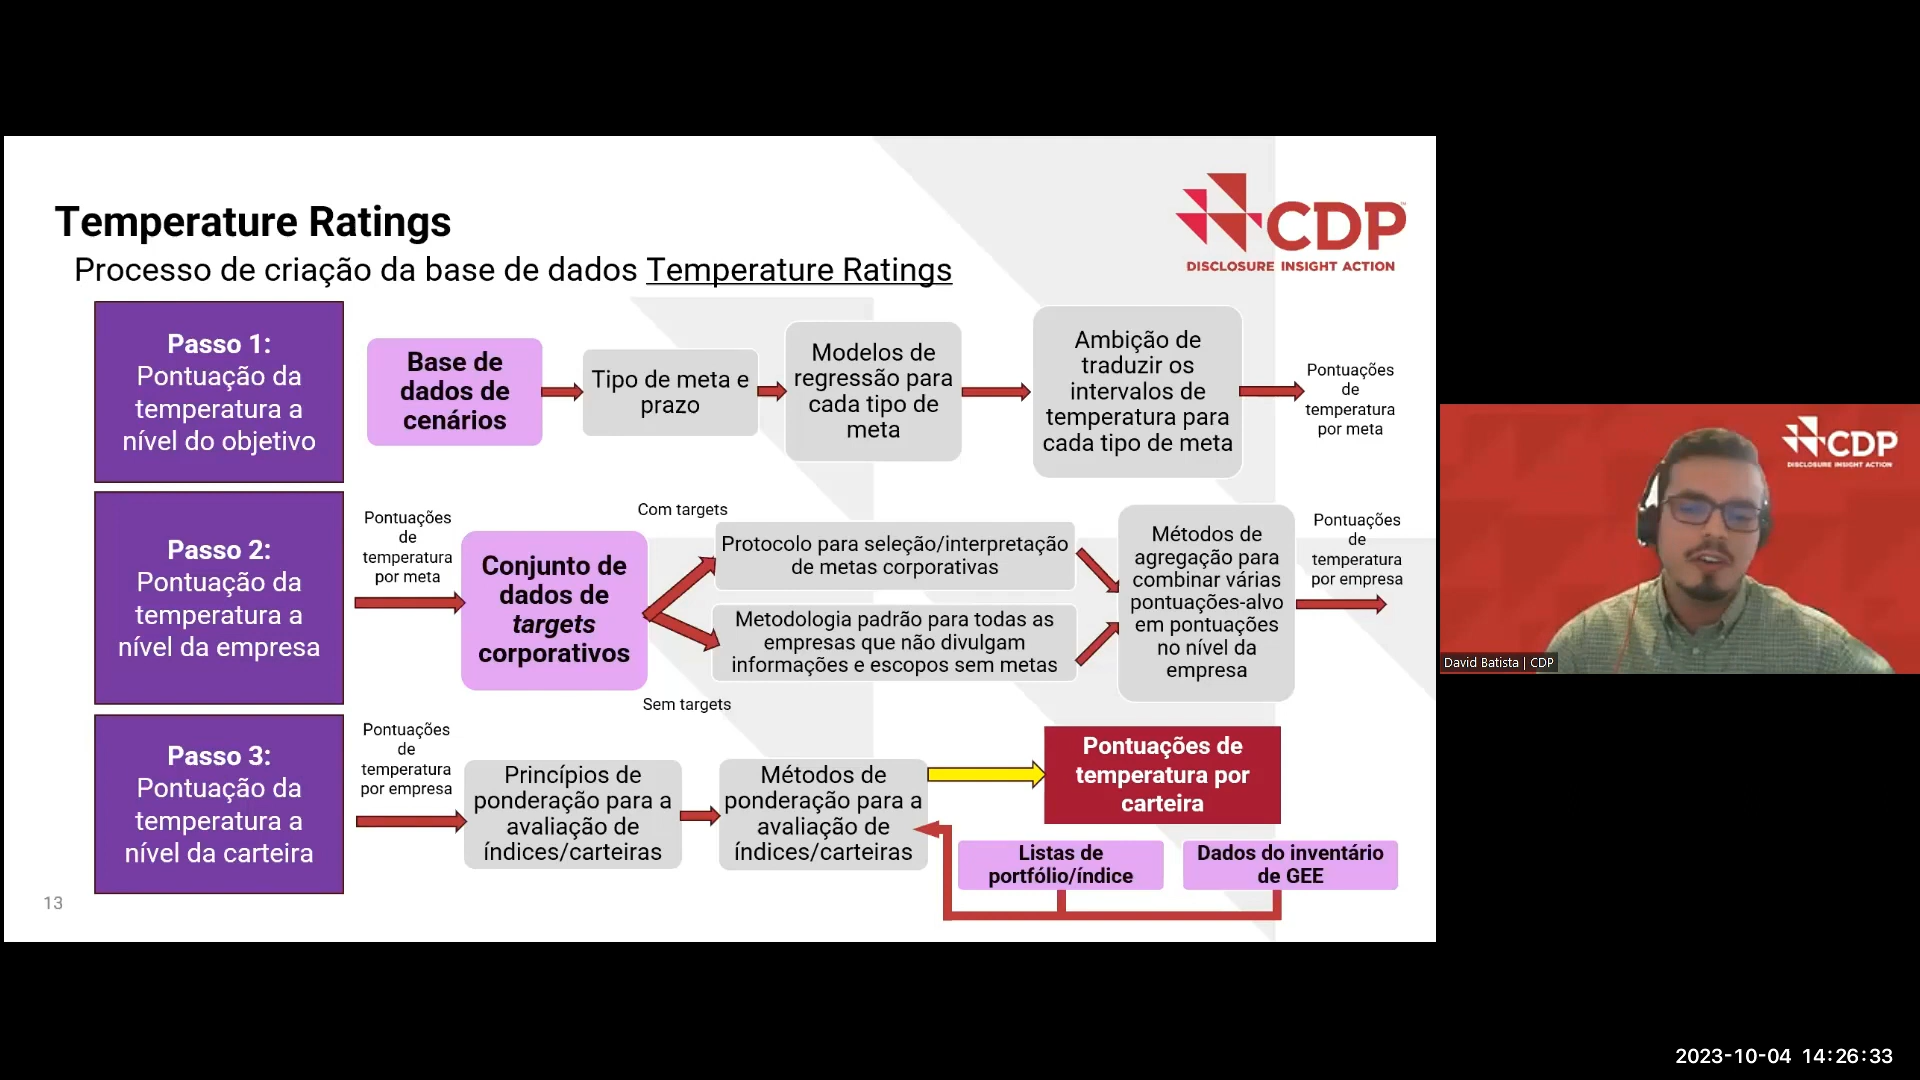 Temperature Ratings
Processo de criação da base de dados Temperature Ratings
CDP
DISCLOSURE INSIGHT ACTION
Passo 1:
Pontuação da
temperatura a
nível do objetivo
Base de
dados de
cenários
Tipo de meta e
prazo
Modelos de
regressão para
cada tipo de
meta
Ambição de
traduzir os
intervalos de
temperatura para
cada tipo de meta
Pontuações
de
temperatura
por meta
Passo 2:
Pontuação da
temperatura a
nível da empresa
Pontuações
de
temperatura
por meta
Conjunto de
dados de
targets
corporativos
Com targets
Protocolo para seleção/interpretação
de metas corporativas
Metodologia padrão para todas as
empresas que não divulgam
informações e escopos sem metas
Sem targets
Métodos de
agregação para
combinar várias
pontuações-alvo
em pontuações
no nível da
empresa
Pontuações
de
temperatura
por empresa
Passo 3:
Pontuação da
temperatura a
nível da carteira
Pontuações
de
temperatura
por empresa
Princípios de
ponderação para a
avaliação de
índices/carteiras
Métodos de
ponderação para a
avaliação de
índices/carteiras
Pontuações de
temperatura por
carteira
Listas de
portfólio/índice
Dados do inventário
de GEE
13
CDP
DISCLOSURE INSIGHT ACTION
David Batista | CDP
2023-10-04 14:26:33